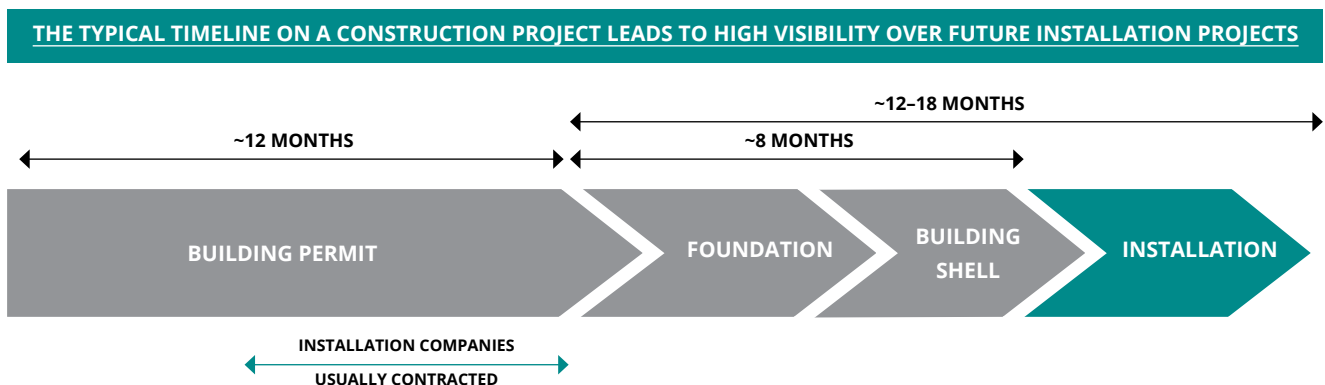 THE TYPICAL TIMELINE ON A CONSTRUCTION PROJECT LEADS TO HIGH VISIBILITY OVER FUTURE INSTALLATION PROJECTS
~12–18 MONTHS
~12 MONTHS
~8 MONTHS
BUILDING PERMIT
FOUNDATION
BUILDING
SHELL
INSTALLATION
INSTALLATION COMPANIES
USUALLY CONTRACTED